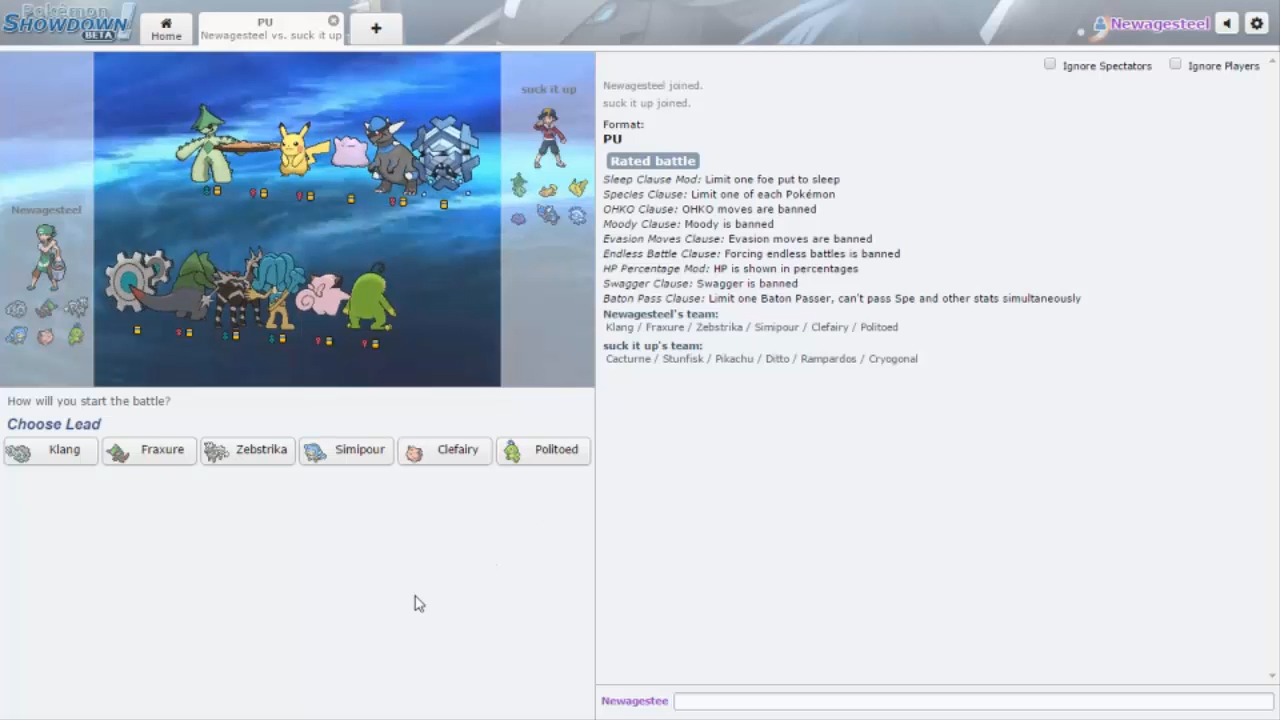 Pokémon
SHOWDOWN!
BETA
Home
PU
Newagesteel vs. suck it up
+
Newagesteel
suck it up
Newagesteel
How will you start the battle?
Choose Lead
Klang
Fraxure
Zebstrika
Simipour
Clefairy
Politoed
Ignore Spectators
Ignore Players
Newagesteel joined.
suck it up joined.
Format:
PU
Rated battle
Sleep Clause Mod: Limit one foe put to sleep
Species Clause: Limit one of each Pokémon
OHKO Clause: OHKO moves are banned
Moody Clause: Moody is banned
Evasion Moves Clause: Evasion moves are banned
Endless Battle Clause: Forcing endless battles is banned
HP Percentage Mod: HP is shown in percentages
Swagger Clause: Swagger is banned
Baton Pass Clause: Limit one Baton Passer, can't pass Spe and other stats simultaneously
Newagesteel's team:
Klang / Fraxure / Zebstrika / Simipour / Clefairy / Politoed
suck it up's team:
Cacturne / Stunfisk / Pikachu / Ditto / Rampardos / Cryogonal
Newagestee